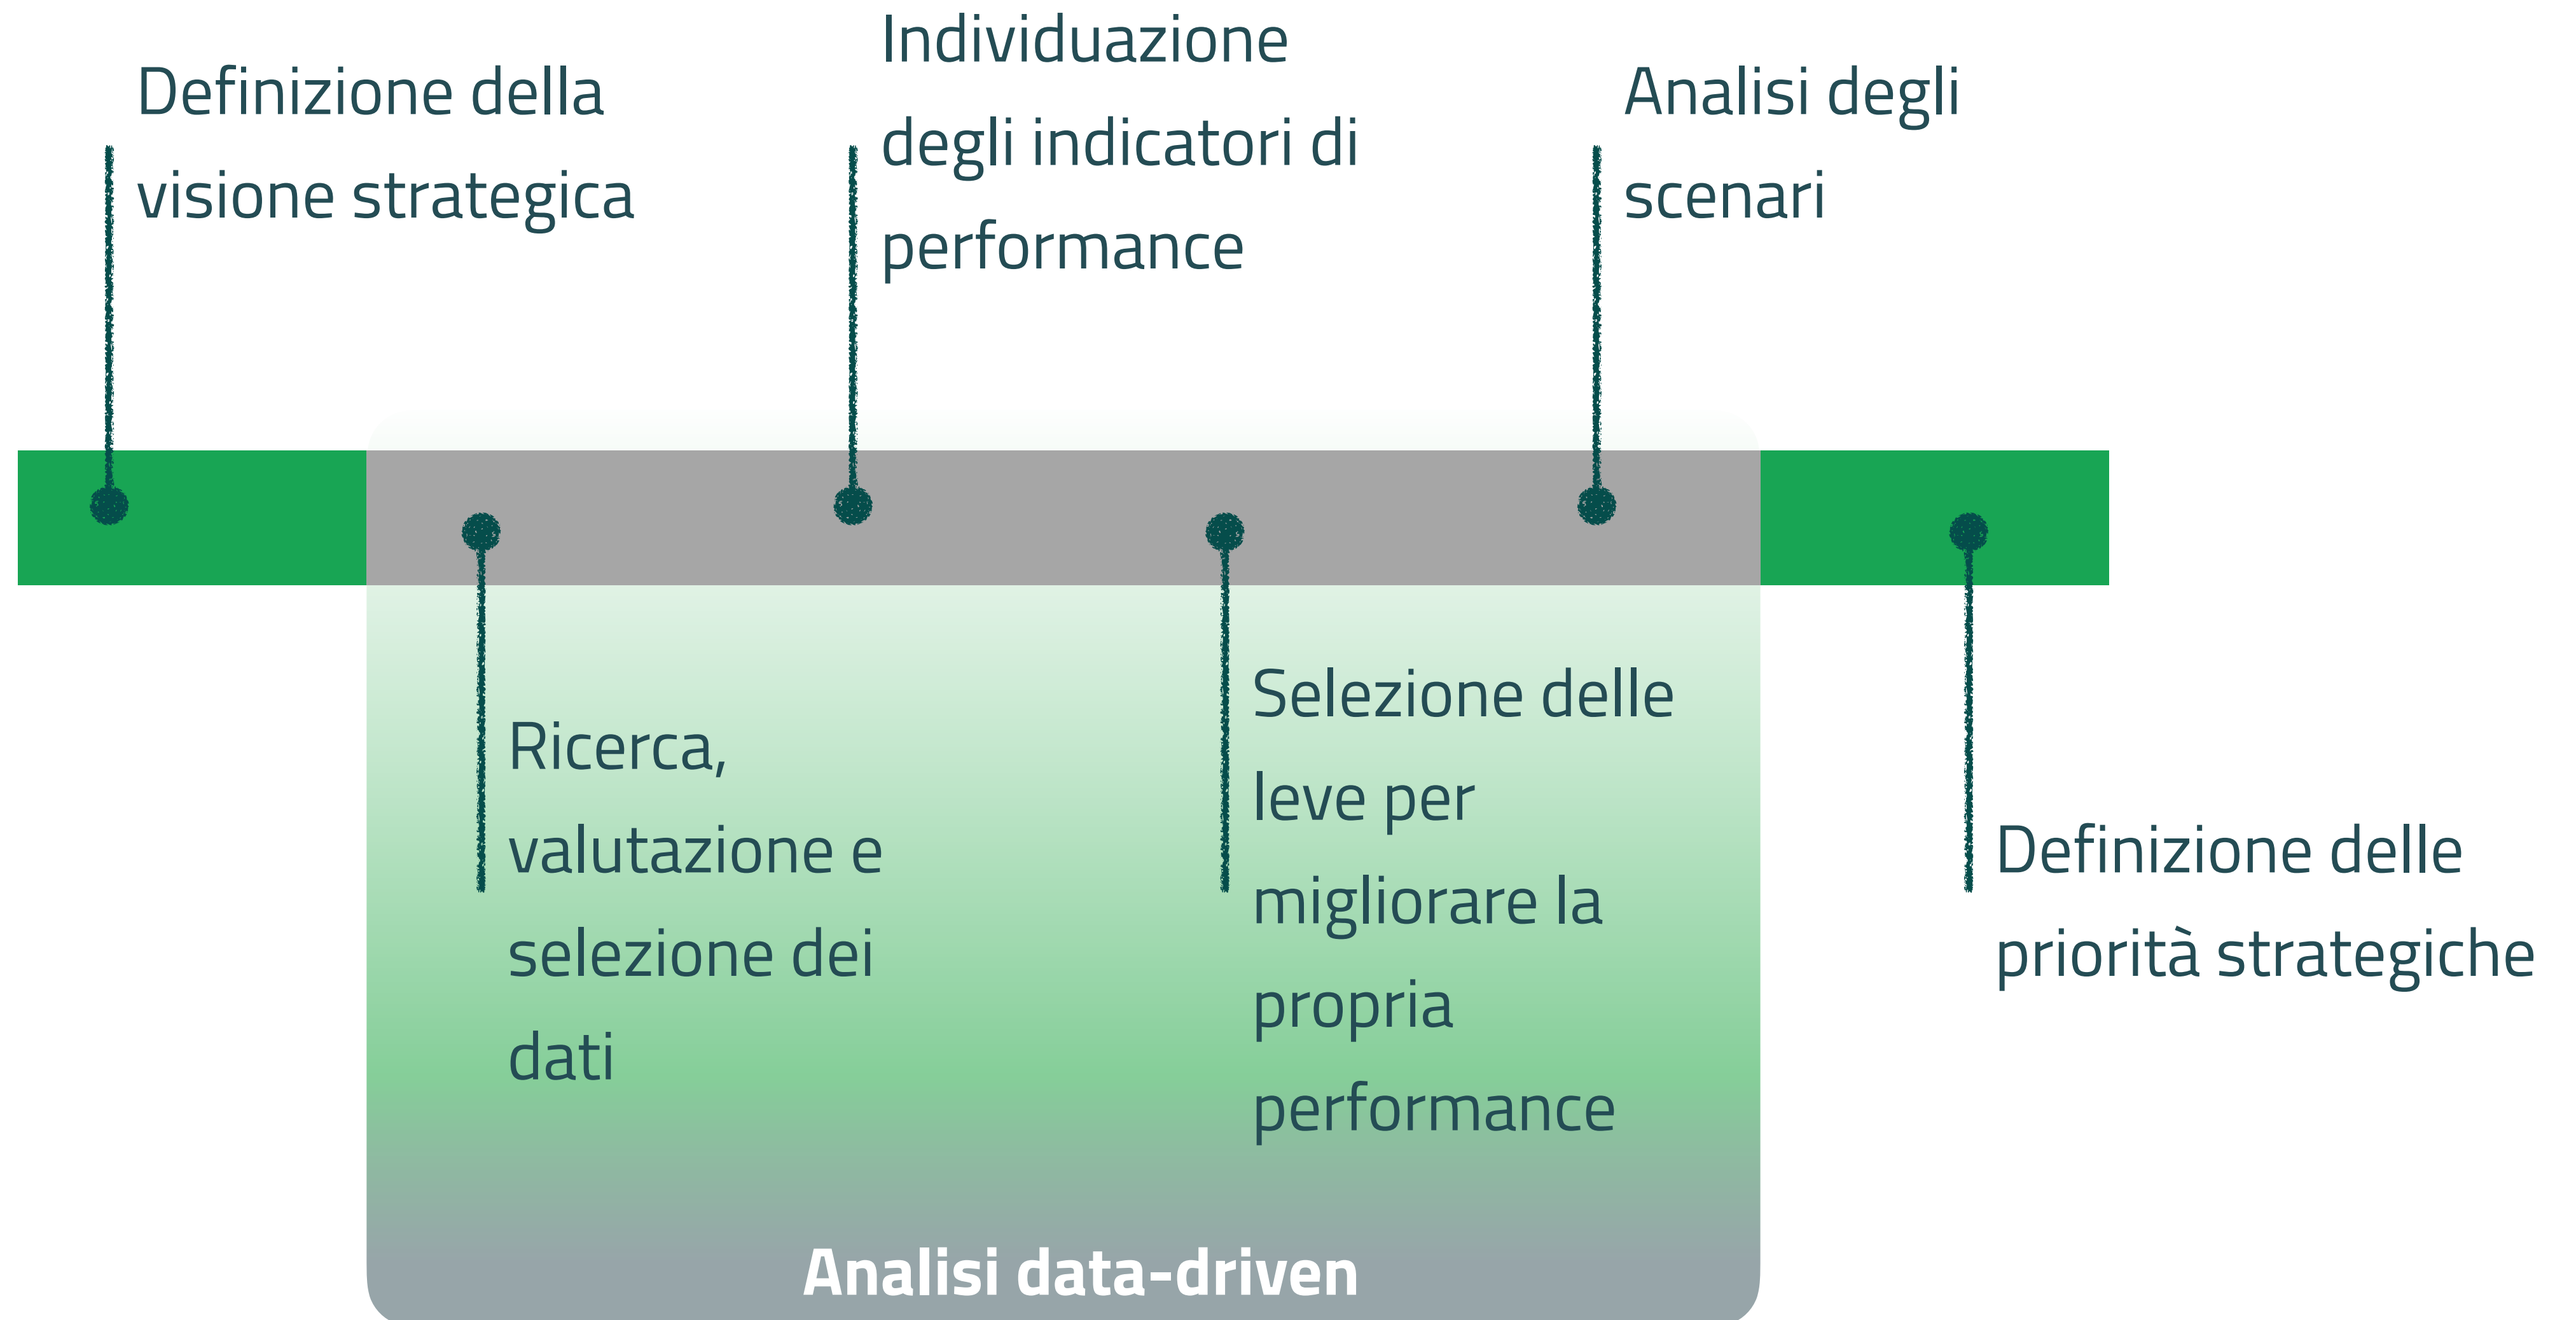 Definizione della
visione strategica
Individuazione
degli indicatori di
performance
Analisi degli
scenari
Ricerca,
valutazione e
selezione dei
dati
Selezione delle
leve per
migliorare la
propria
performance
Definizione delle
priorità strategiche
Analisi data-driven